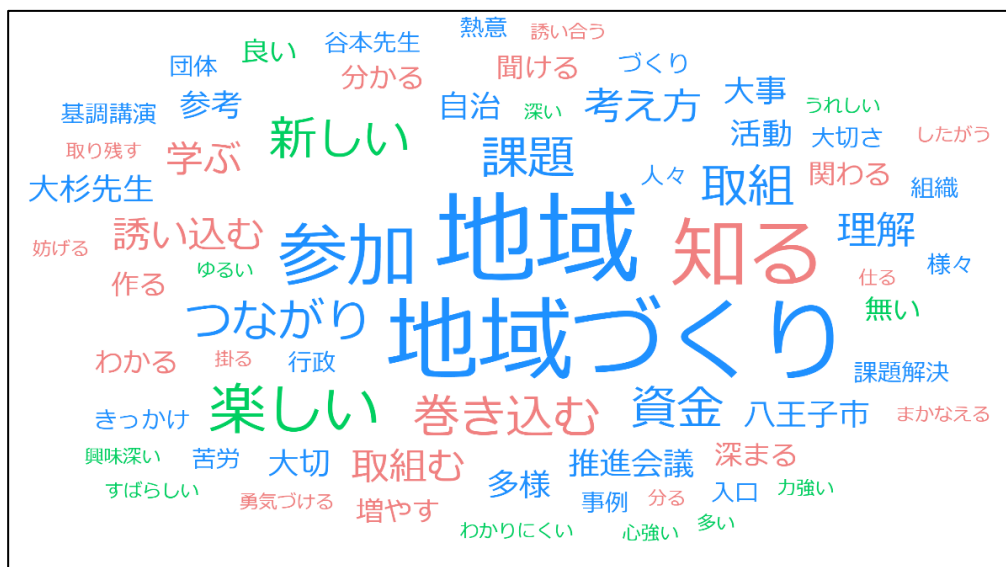 熱意 誘い合う
良い 谷本先生
団体 分かる 聞ける づくり
基調講演 参考 自治 深い 考え方 大事 うれしい
新しい 課題 活動 大切さ したがう
取り残す 学ぶ
大杉先生 人々 取組 関わる 組織
妨げる 誘い込む 参加 地域 知る 理解
ゆるい 様々
作る 仕る
つながり 地域づくり 無い
わかる 掛る 行政 課題解決
きっかけ 楽しい 巻き込む 資金 八王子市 まかなえる
興味深い 苦労 大切 取組む 推進会議 深まる
すばらしい 勇気づける 増やす 多様 事例 分る 入口 力強い
わかりにくい 心強い 多い